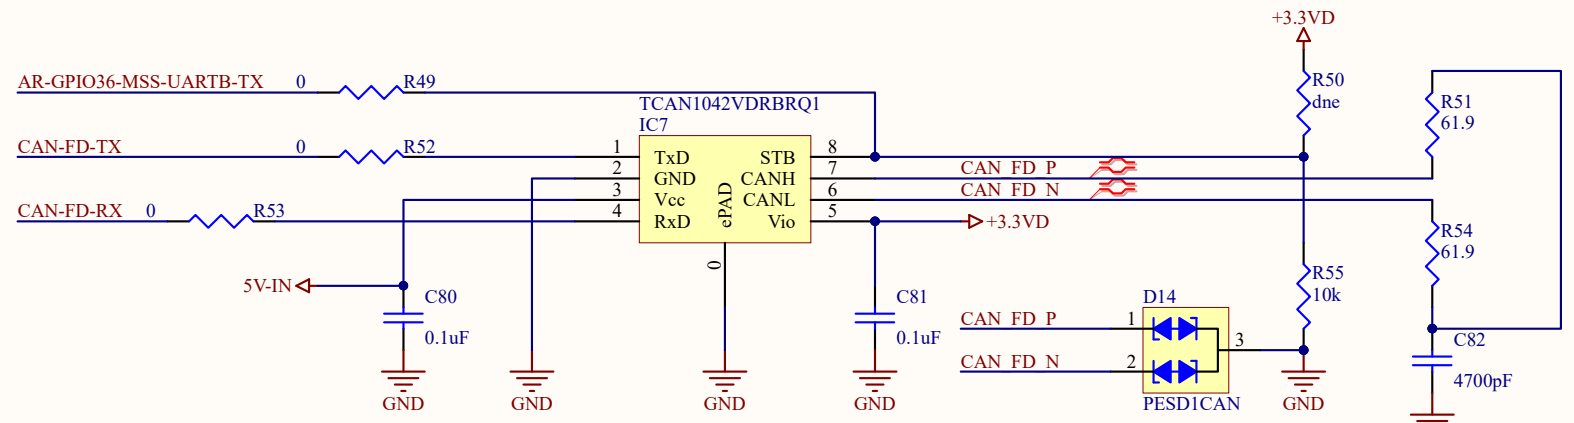 +3.3VD
AR-GPIO36-MSS-UARTB-TX 0 R49
R50
dne
R51
61.9
TCAN1042VDRBRQ1
IC7
CAN-FD-TX 0 R52
1 TxD STB 8
2 GND CANH 7 CAN_FD_P
3 Vcc CANL 6 CAN_FD_N
4 RxD Vio 5 +3.3VD
ePAD
0
CAN-FD-RX 0 R53
R54
61.9
5V-IN
C80
0.1uF
C81
0.1uF
R55
10k
D14
CAN_FD_P 1
3
CAN_FD_N 2
PESD1CAN
C82
4700pF
GND
GND
GND
GND
GND